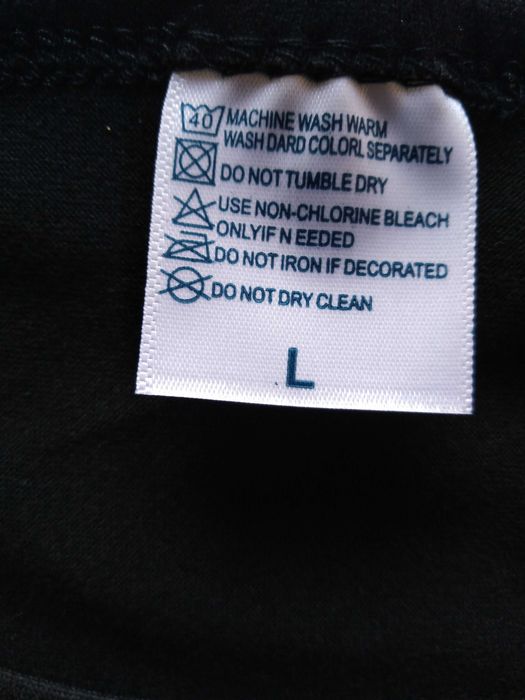 40 MACHINE WASH WARM
WASH DARD COLORL SEPARATELY
DO NOT TUMBLE DRY
USE NON-CHLORINE BLEACH
ONLYIF N EEDED
DO NOT IRON IF DECORATED
DO NOT DRY CLEAN
L